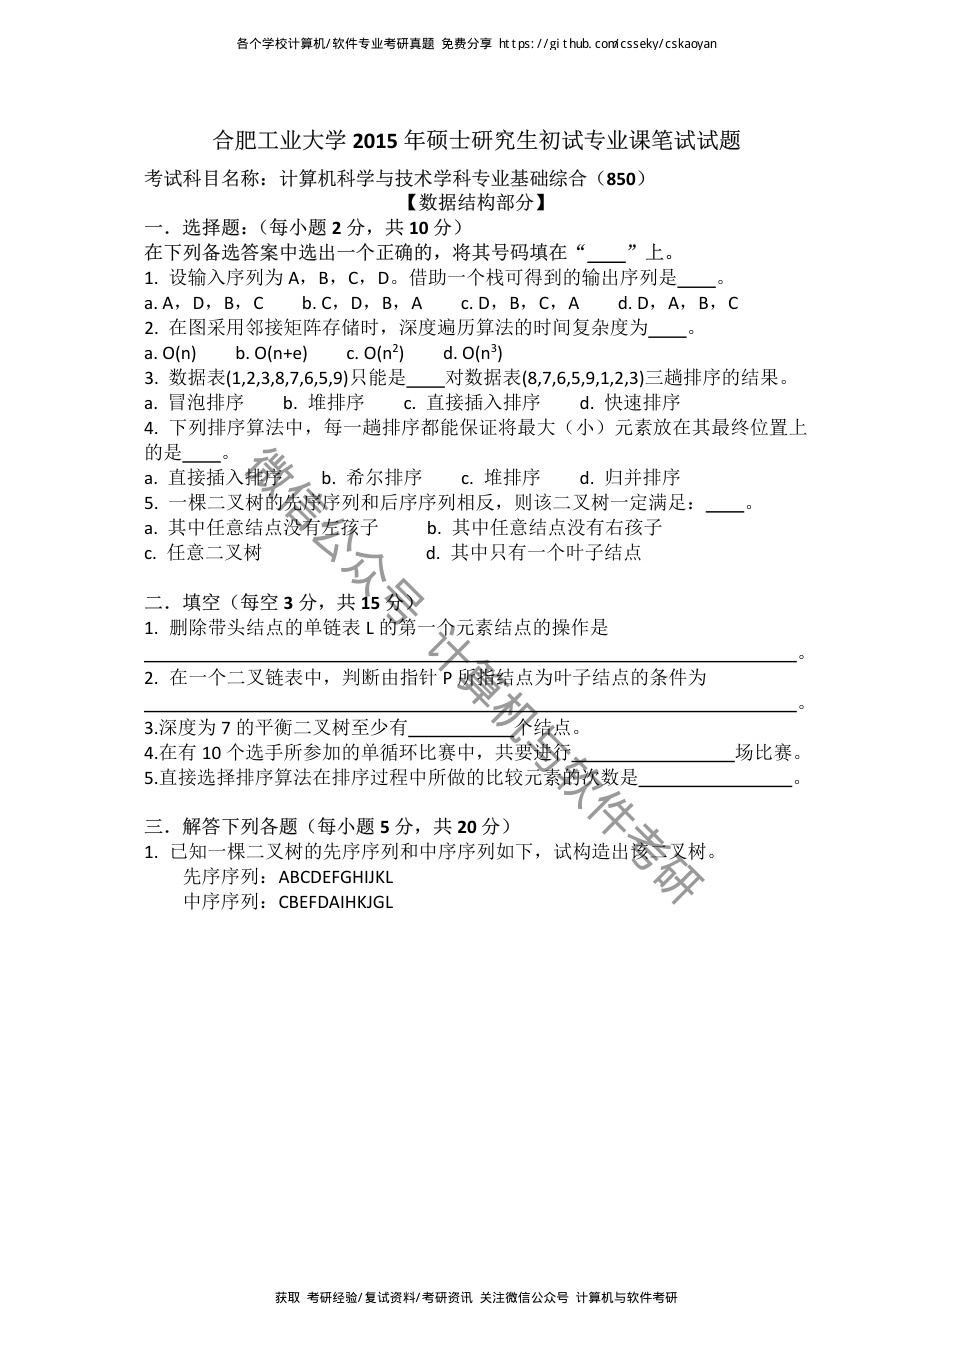 各个学校计算机/软件专业考研真题 免费分享 https://github.com/csseky/cskaoyan
合肥工业大学 2015 年硕士研究生初试专业课笔试试题
考试科目名称：计算机科学与技术学科专业基础综合（850）
【数据结构部分】
一．选择题：（每小题 2 分，共 10 分）
在下列备选答案中选出一个正确的，将其号码填在“____”上。
1. 设输入序列为 A，B，C，D。借助一个栈可得到的输出序列是____。
a. A，D，B，C b. C，D，B，A c. D，B，C，A d. D，A，B，C
2. 在图采用邻接矩阵存储时，深度遍历算法的时间复杂度为____。
a. O(n) b. O(n+e) c. O(n²) d. O(n³)
3. 数据表(1,2,3,8,7,6,5,9)只能是____对数据表(8,7,6,5,9,1,2,3)三趟排序的结果。
a. 冒泡排序 b. 堆排序 c. 直接插入排序 d. 快速排序
4. 下列排序算法中，每一趟排序都能保证将最大（小）元素放在其最终位置上
的是____。
a. 直接插入排序 b. 希尔排序 c. 堆排序 d. 归并排序
5. 一棵二叉树的先序序列和后序序列相反，则该二叉树一定满足：____。
a. 其中任意结点没有左孩子 b. 其中任意结点没有右孩子
c. 任意二叉树 d. 其中只有一个叶子结点
二．填空（每空 3 分，共 15 分）
1. 删除带头结点的单链表 L 的第一个元素结点的操作是
____________________。
2. 在一个二叉链表中，判断由指针 P 所指结点为叶子结点的条件为
____________________。
3.深度为 7 的平衡二叉树至少有___________个结点。
4.在有 10 个选手所参加的单循环比赛中，共要进行_________________场比赛。
5.直接选择排序算法在排序过程中所做的比较元素的次数是________________。
三．解答下列各题（每小题 5 分，共 20 分）
1. 已知一棵二叉树的先序序列和中序序列如下，试构造出该二叉树。
先序序列：ABCDEFGHIJKL
中序序列：CBEFDAIHKJGL
微信公众号 计算机与软件考研
获取 考研经验/复试资料/考研资讯 关注微信公众号 计算机与软件考研